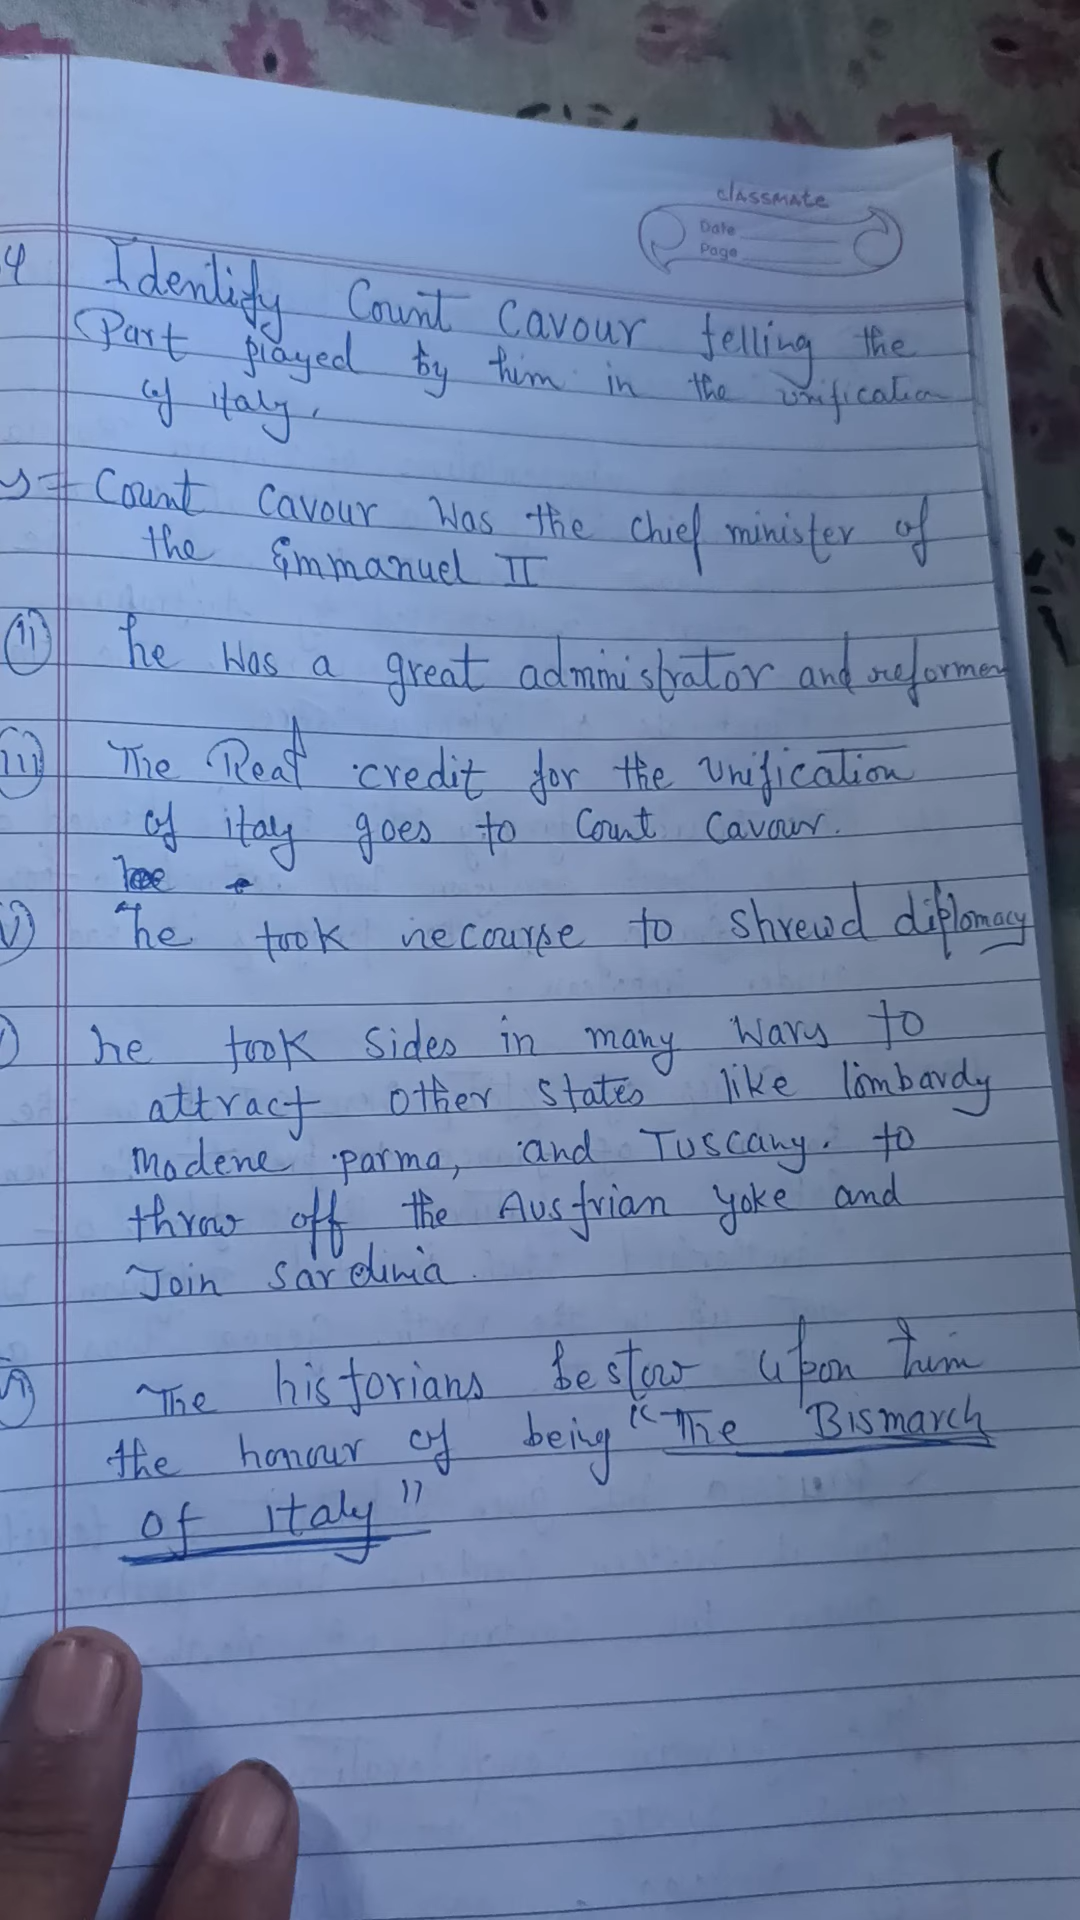 classmate
Date
Page
4 Identify Count Cavour telling the
Part played by him in the unification
of italy.
Count Cavour was the chief minister of
the Emmanuel II
(ii) he was a great administrator and reformer
(iii) The Real credit for the unification
of italy goes to Count Cavour.
he took recourse to shrewd diplomacy
he took sides in many wars to
attract other states like lombardy
Modene parma, and Tuscany. to
throw off the Austrian yoke and
Join sardinia.
The historians bestow upon him
the honour of being "The Bismarch
of italy"